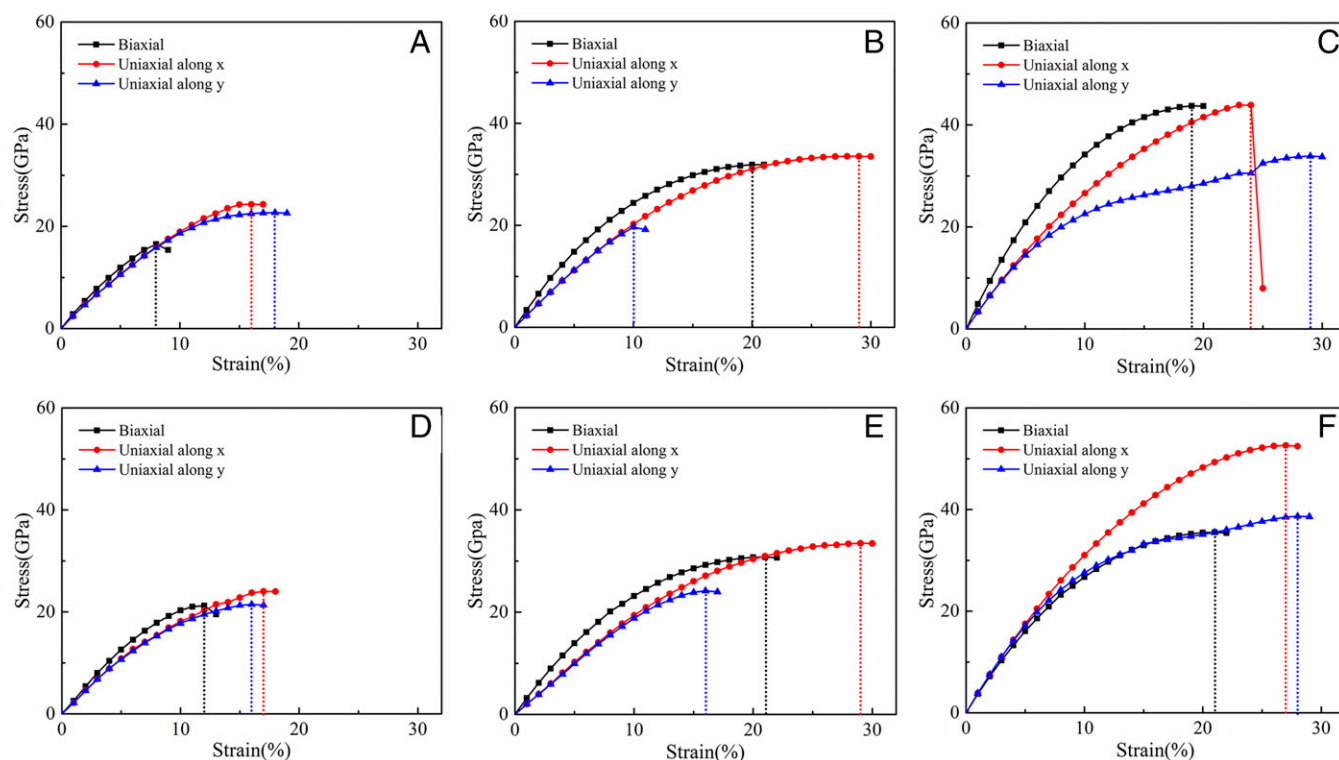 A
60
40
20
0
Stress(GPa)
Biaxial
Uniaxial along x
Uniaxial along y
0 10 20 30
Strain(%)
B
60
40
20
0
Stress(GPa)
Biaxial
Uniaxial along x
Uniaxial along y
0 10 20 30
Strain(%)
C
60
40
20
0
Stress(GPa)
Biaxial
Uniaxial along x
Uniaxial along y
0 10 20 30
Strain(%)
D
60
40
20
0
Stress(GPa)
Biaxial
Uniaxial along x
Uniaxial along y
0 10 20 30
Strain(%)
E
60
40
20
0
Stress(Gpa)
Biaxial
Uniaxial along x
Uniaxial along y
0 10 20 30
Strain(%)
F
60
40
20
0
Stress(GPa)
Biaxial
Uniaxial along x
Uniaxial along y
0 10 20 30
Strain(%)